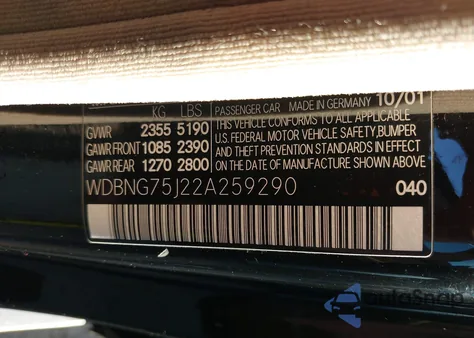 KG LBS
GVWR 2355 5190
GAWR FRONT 1085 2390
GAWR REAR 1270 2800
PASSENGER CAR MADE IN GERMANY 10/01
THIS VEHICLE CONFORMS TO ALL APPLICABLE
U.S. FEDERAL MOTOR VEHICLE SAFETY, BUMPER
AND THEFT PREVENTION STANDARDS IN EFFECT
ON THE DATE OF MANUFACTURE SHOWN ABOVE.
WDBNG75J22A259290 040
autoSnap